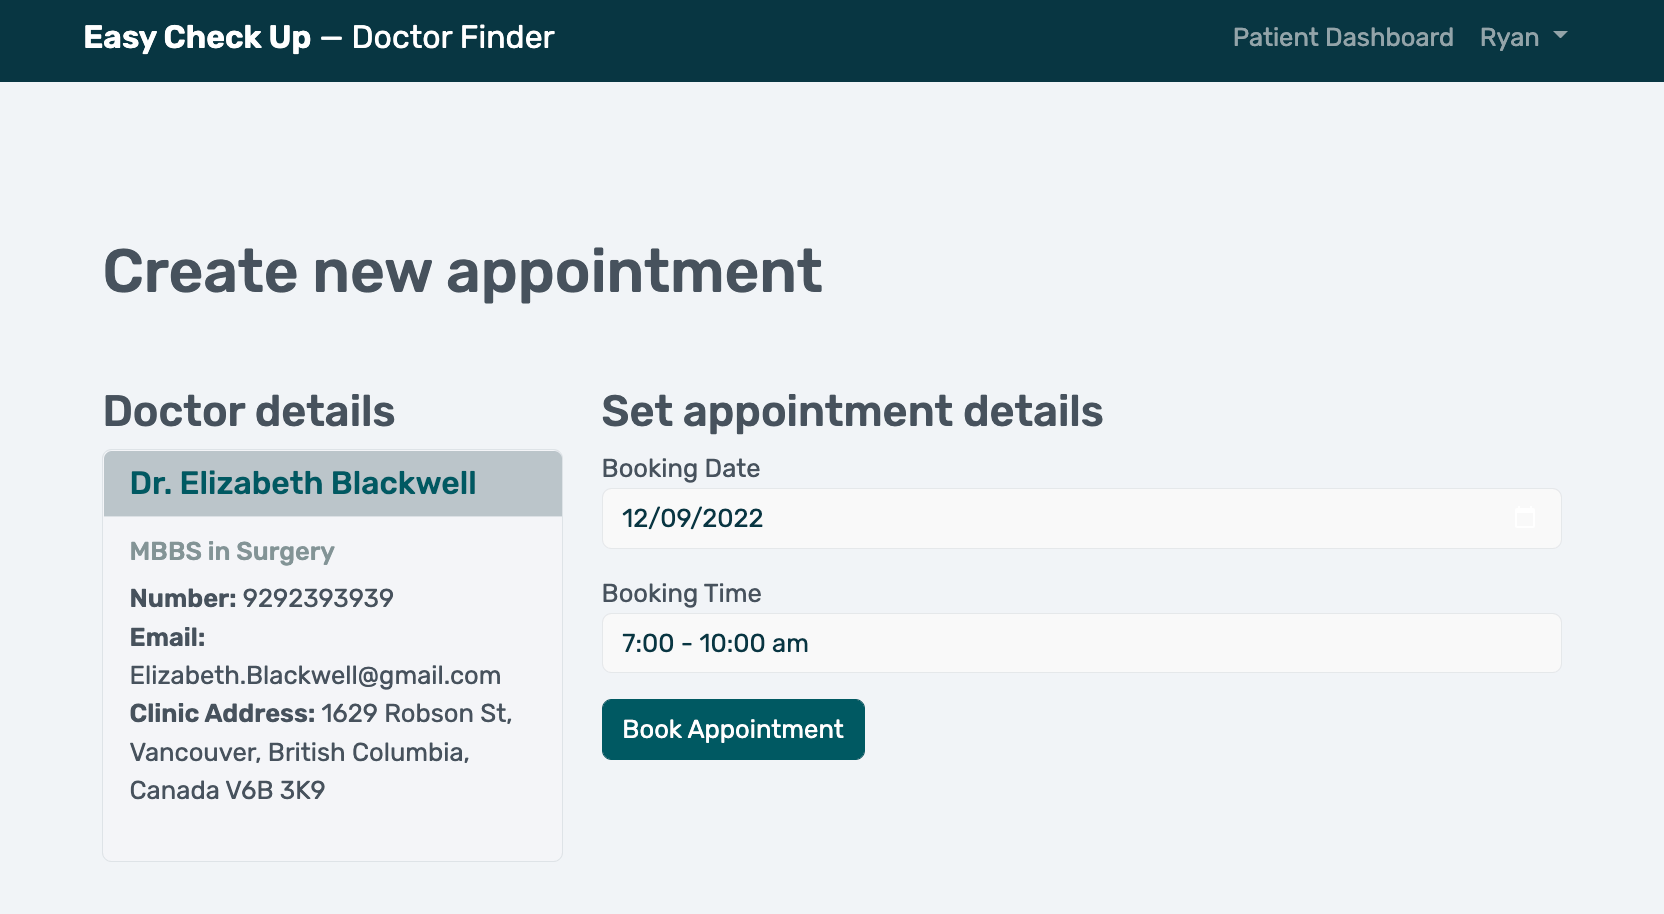 Easy Check Up — Doctor Finder
Patient Dashboard
Ryan
Create new appointment
Doctor details
Dr. Elizabeth Blackwell
MBBS in Surgery
Number: 9292393939
Email:
Elizabeth.Blackwell@gmail.com
Clinic Address: 1629 Robson St,
Vancouver, British Columbia,
Canada V6B 3K9
Set appointment details
Booking Date
12/09/2022
Booking Time
7:00 - 10:00 am
Book Appointment